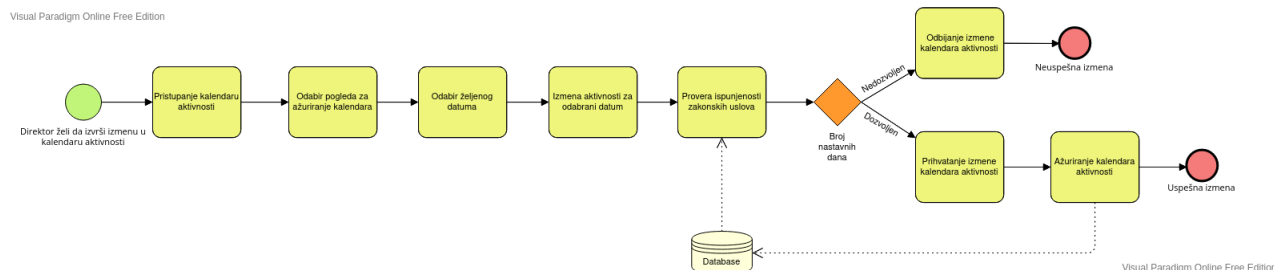 Visual Paradigm Online Free Edition
Direktor želi da izvrši izmenu u
kalendaru aktivnosti
Pristupanje kalendaru
aktivnosti
Odabir pogleda za
ažuriranje kalendara
Odabir željenog
datuma
Izmena aktivnosti za
odabrani datum
Provera ispunjenosti
zakonskih uslova
Broj
nastavnih
dana
Nedozvoljen
Dozvoljen
Odbijanje izmene
kalendara aktivnosti
Neuspešna izmena
Prihvatanje izmene
kalendara aktivnosti
Ažuriranje kalendara
aktivnosti
Uspešna izmena
Database
Visual Paradigm Online Free Edition